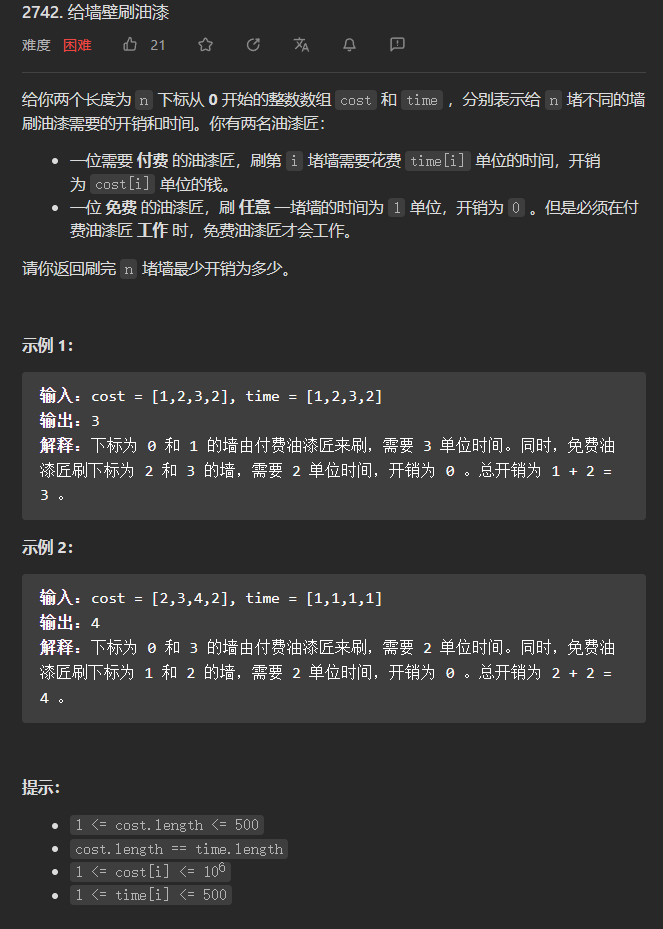 2742. 给墙壁刷油漆
难度 困难 21
给你两个长度为 n 下标从 0 开始的整数数组 cost 和 time ，分别表示给 n 堵不同的墙
刷油漆需要的开销和时间。你有两名油漆匠：
• 一位需要 付费 的油漆匠，刷第 i 堵墙需要花费 time[i] 单位的时间，开销
为 cost[i] 单位的钱。
• 一位 免费 的油漆匠，刷 任意 一堵墙的时间为 1 单位，开销为 0 。但是必须在付
费油漆匠 工作 时，免费油漆匠才会工作。
请你返回刷完 n 堵墙最少开销为多少。
示例 1：
输入：cost = [1,2,3,2], time = [1,2,3,2]
输出：3
解释：下标为 0 和 1 的墙由付费油漆匠来刷，需要 3 单位时间。同时，免费油
漆匠刷下标为 2 和 3 的墙，需要 2 单位时间，开销为 0 。总开销为 1 + 2 =
3 。
示例 2：
输入：cost = [2,3,4,2], time = [1,1,1,1]
输出：4
解释：下标为 0 和 3 的墙由付费油漆匠来刷，需要 2 单位时间。同时，免费油
漆匠刷下标为 1 和 2 的墙，需要 2 单位时间，开销为 0 。总开销为 2 + 2 =
4 。
提示：
• 1 <= cost.length <= 500
• cost.length == time.length
• 1 <= cost[i] <= 10⁶
• 1 <= time[i] <= 500